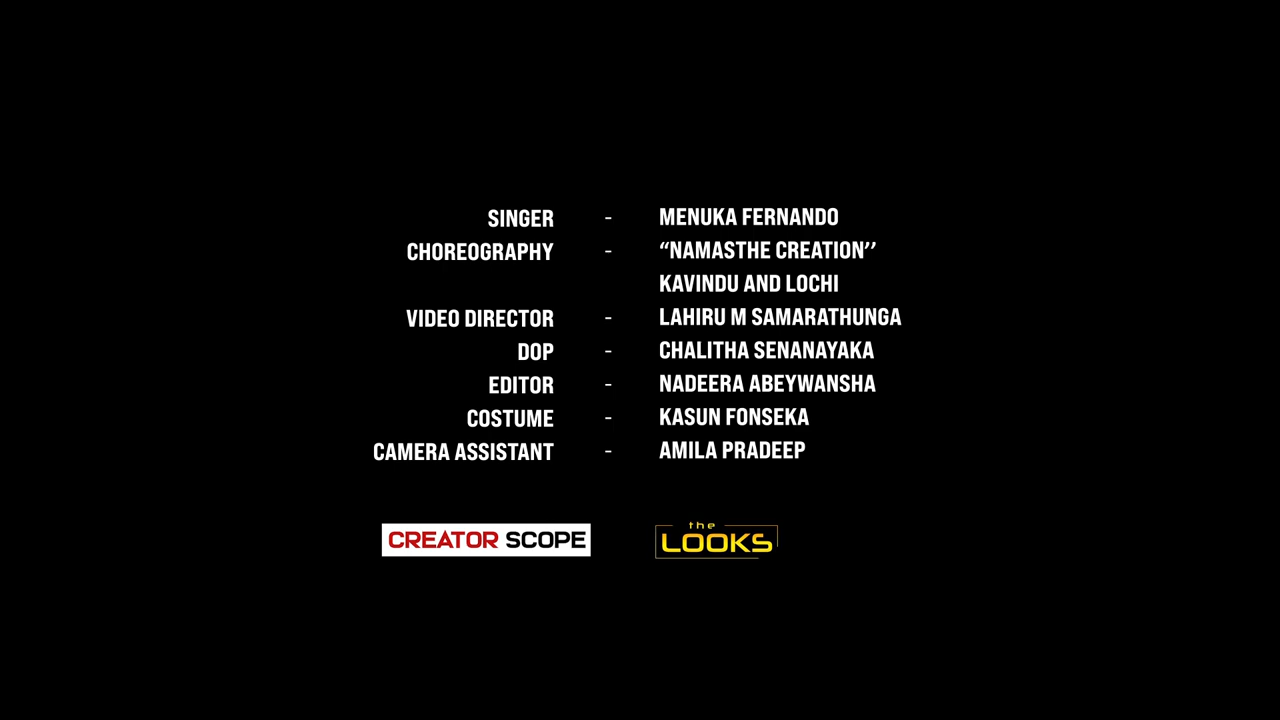 SINGER - MENUKA FERNANDO
CHOREOGRAPHY - “NAMASTHE CREATION’’
KAVINDU AND LOCHI
VIDEO DIRECTOR - LAHIRU M SAMARATHUNGA
DOP - CHALITHA SENANAYAKA
EDITOR - NADEERA ABEYWANSHA
COSTUME - KASUN FONSEKA
CAMERA ASSISTANT - AMILA PRADEEP
CREATOR SCOPE
the
LOOKS